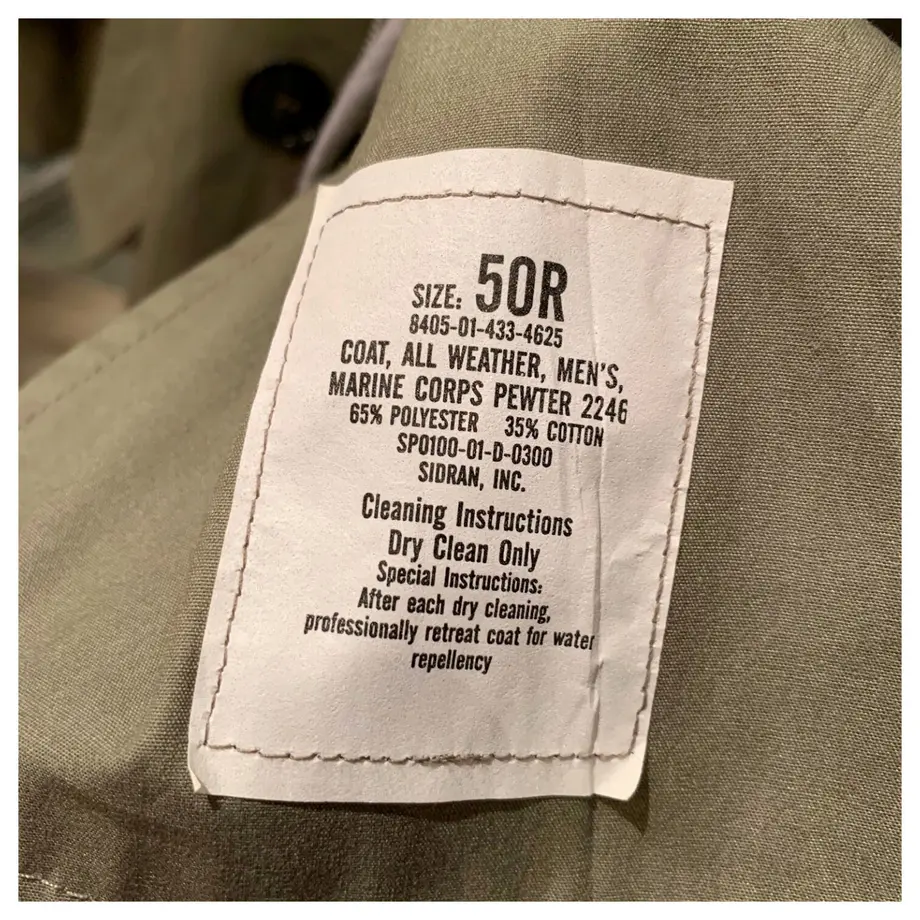 SIZE: 50R
8405-01-433-4625
COAT, ALL WEATHER, MEN'S,
MARINE CORPS PEWTER 2246
65% POLYESTER 35% COTTON
SP0100-01-D-0300
SIDRAN, INC.
Cleaning Instructions
Dry Clean Only
Special Instructions:
After each dry cleaning,
professionally retreat coat for water
repellency